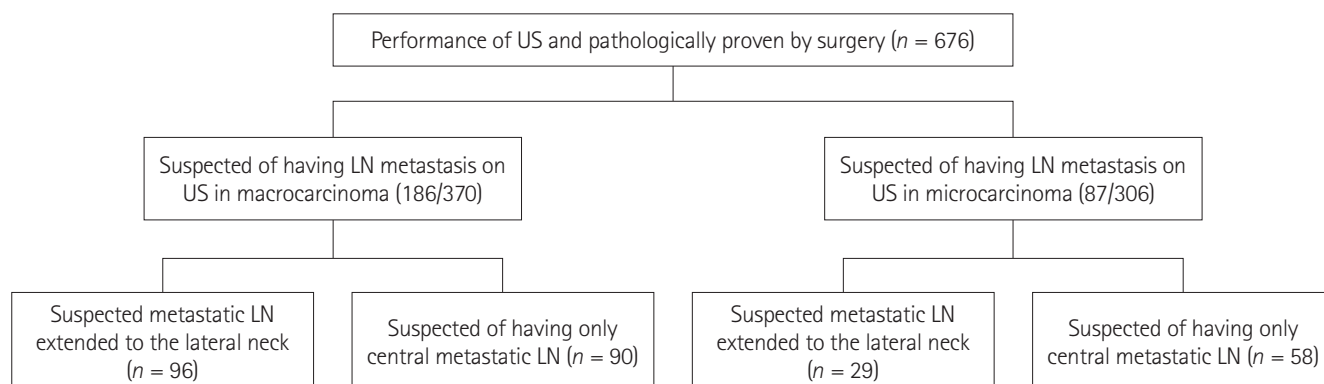 Performance of US and pathologically proven by surgery (n = 676)
Suspected of having LN metastasis on
US in macrocarcinoma (186/370)
Suspected of having LN metastasis on
US in microcarcinoma (87/306)
Suspected metastatic LN
extended to the lateral neck
(n = 96)
Suspected of having only
central metastatic LN (n = 90)
Suspected metastatic LN
extended to the lateral neck
(n = 29)
Suspected of having only
central metastatic LN (n = 58)